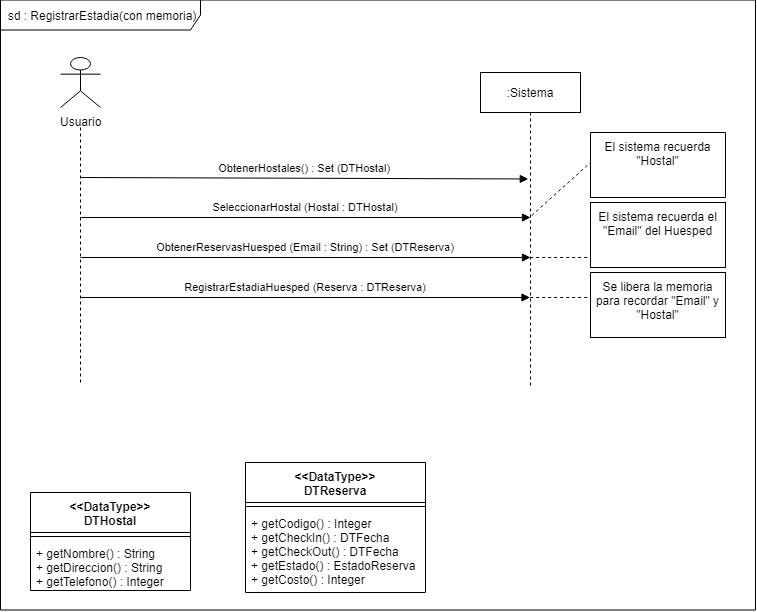 sd : RegistrarEstadia(con memoria)
Usuario
:Sistema
ObtenerHostales() : Set (DTHostal)
El sistema recuerda
"Hostal"
SeleccionarHostal (Hostal : DTHostal)
El sistema recuerda el
"Email" del Huesped
ObtenerReservasHuesped (Email : String) : Set (DTReserva)
RegistrarEstadiaHuesped (Reserva : DTReserva)
Se libera la memoria
para recordar "Email" y
"Hostal"
<<DataType>>
DTHostal
+ getNombre() : String
+ getDireccion() : String
+ getTelefono() : Integer
<<DataType>>
DTReserva
+ getCodigo() : Integer
+ getCheckIn() : DTFecha
+ getCheckOut() : DTFecha
+ getEstado() : EstadoReserva
+ getCosto() : Integer